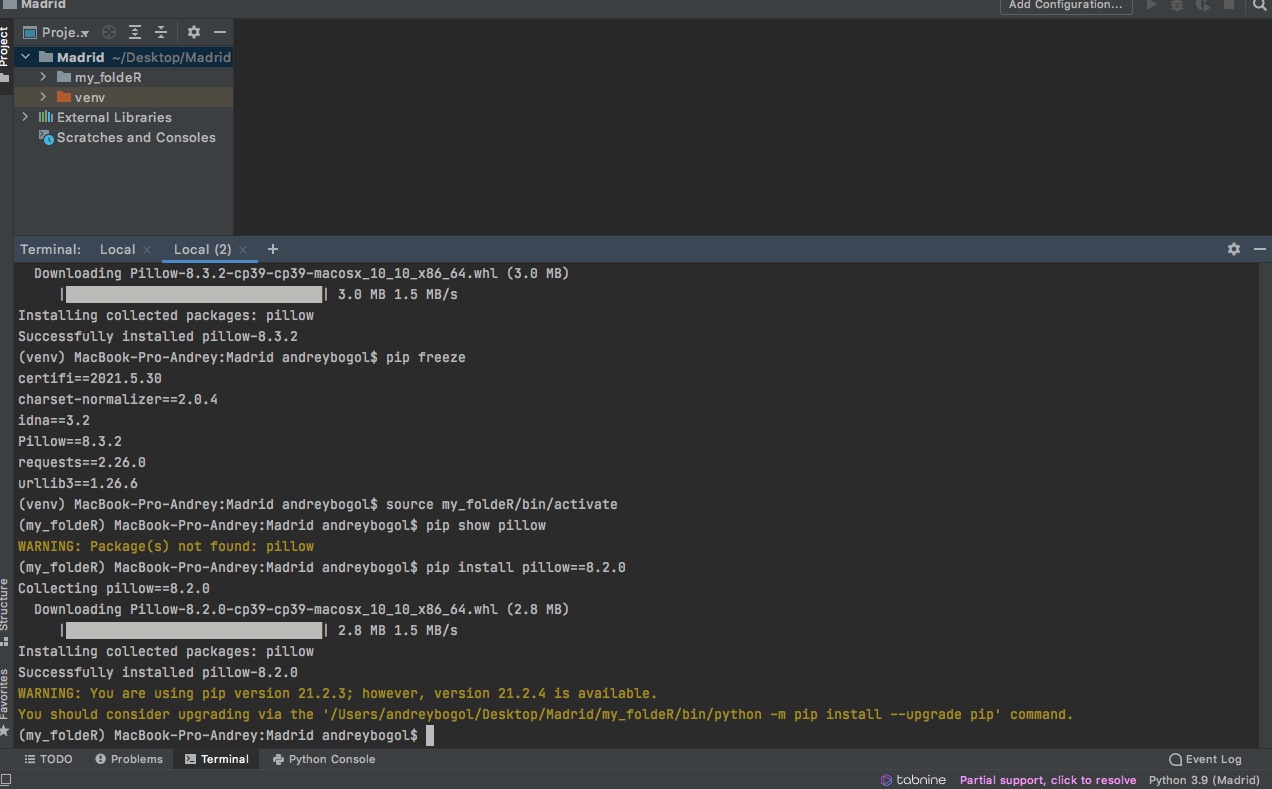 Madrid
Add Configuration...
Project
Proje..
Madrid ~/Desktop/Madrid
my_foldeR
venv
External Libraries
Scratches and Consoles
Terminal: Local Local (2) +
Downloading Pillow-8.3.2-cp39-cp39-macosx_10_10_x86_64.whl (3.0 MB)
| | 3.0 MB 1.5 MB/s
Installing collected packages: pillow
Successfully installed pillow-8.3.2
(venv) MacBook-Pro-Andrey:Madrid andreybogol$ pip freeze
certifi==2021.5.30
charset-normalizer==2.0.4
idna==3.2
Pillow==8.3.2
requests==2.26.0
urllib3==1.26.6
(venv) MacBook-Pro-Andrey:Madrid andreybogol$ source my_foldeR/bin/activate
(my_foldeR) MacBook-Pro-Andrey:Madrid andreybogol$ pip show pillow
WARNING: Package(s) not found: pillow
(my_foldeR) MacBook-Pro-Andrey:Madrid andreybogol$ pip install pillow==8.2.0
Collecting pillow==8.2.0
Downloading Pillow-8.2.0-cp39-cp39-macosx_10_10_x86_64.whl (2.8 MB)
| | 2.8 MB 1.5 MB/s
Installing collected packages: pillow
Successfully installed pillow-8.2.0
WARNING: You are using pip version 21.2.3; however, version 21.2.4 is available.
You should consider upgrading via the '/Users/andreybogol/Desktop/Madrid/my_foldeR/bin/python -m pip install --upgrade pip' command.
(my_foldeR) MacBook-Pro-Andrey:Madrid andreybogol$
Structure
Favorites
TODO Problems Terminal Python Console Event Log
tabnine Partial support, click to resolve Python 3.9 (Madrid)